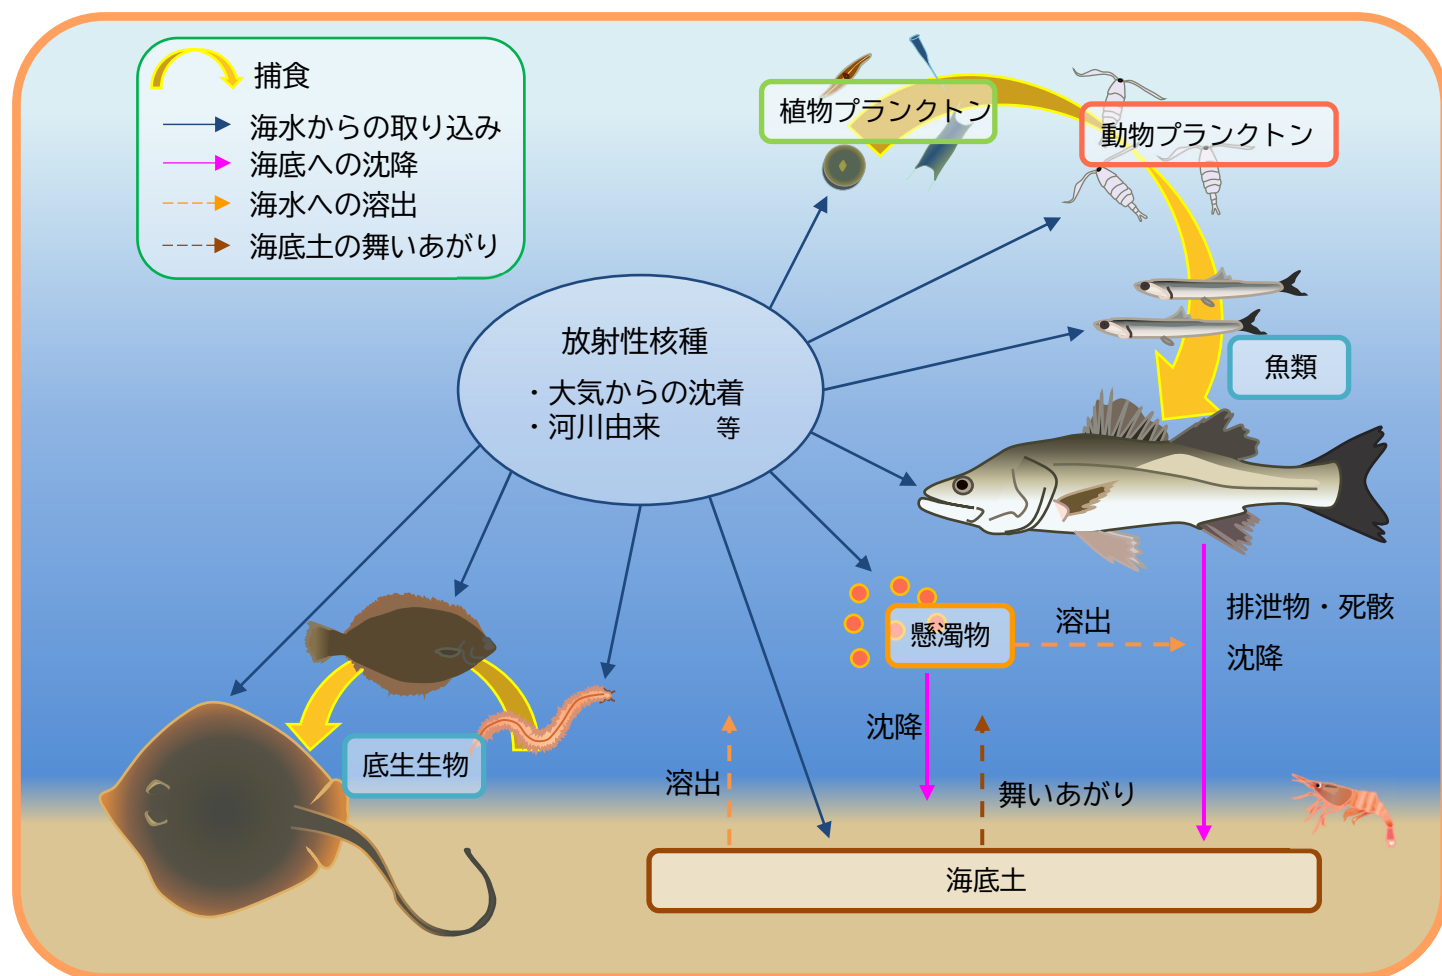 捕食
海水からの取り込み
海底への沈降
海水への溶出
海底土の舞いあがり
植物プランクトン
動物プランクトン
魚類
放射性核種
・大気からの沈着
・河川由来　　等
懸濁物
溶出
排泄物・死骸
沈降
沈降
底生生物
溶出
舞いあがり
海底土